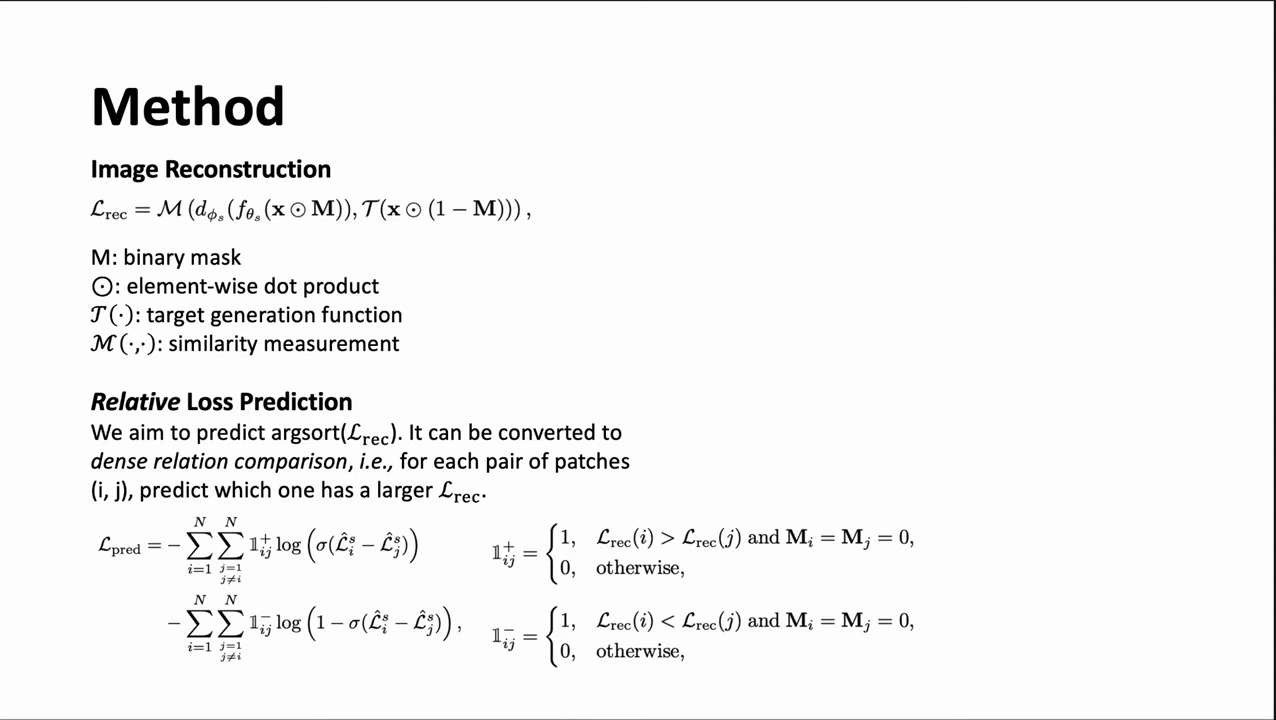 Method
Image Reconstruction
ℒ_rec = ℳ (d_{ϕ_s}(f_{θ_s}(𝐱 ⊙ 𝐌)), 𝒯(𝐱 ⊙ (1 − 𝐌))) ,
M: binary mask
⊙: element-wise dot product
𝒯(·): target generation function
ℳ(·,·): similarity measurement
Relative Loss Prediction
We aim to predict argsort(ℒ_rec). It can be converted to
dense relation comparison, i.e., for each pair of patches
(i, j), predict which one has a larger ℒ_rec.
ℒ_pred = − ∑_{i=1}^{N} ∑_{j=1, j≠i}^{N} 𝟙⁺_{ij} log (σ(ℒ̂ˢ_i − ℒ̂ˢ_j))
𝟙⁺_{ij} = { 1, ℒ_rec(i) > ℒ_rec(j) and 𝐌_i = 𝐌_j = 0,
0, otherwise,
− ∑_{i=1}^{N} ∑_{j=1, j≠i}^{N} 𝟙⁻_{ij} log (1 − σ(ℒ̂ˢ_i − ℒ̂ˢ_j)) ,
𝟙⁻_{ij} = { 1, ℒ_rec(i) < ℒ_rec(j) and 𝐌_i = 𝐌_j = 0,
0, otherwise,